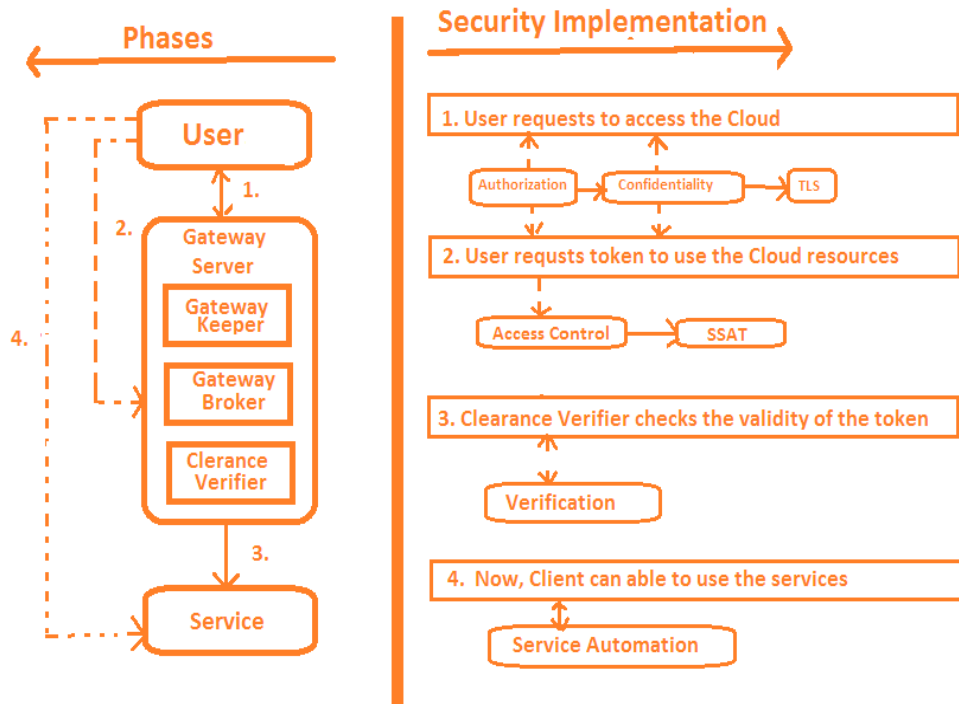 Phases
User
1.
2.
Gateway
Server
Gateway
Keeper
4.
Gateway
Broker
Clerance
Verifier
3.
Service
Security Implementation
1. User requests to access the Cloud
Authorization
Confidentiality
TLS
2. User requsts token to use the Cloud resources
Access Control
SSAT
3. Clearance Verifier checks the validity of the token
Verification
4. Now, Client can able to use the services
Service Automation